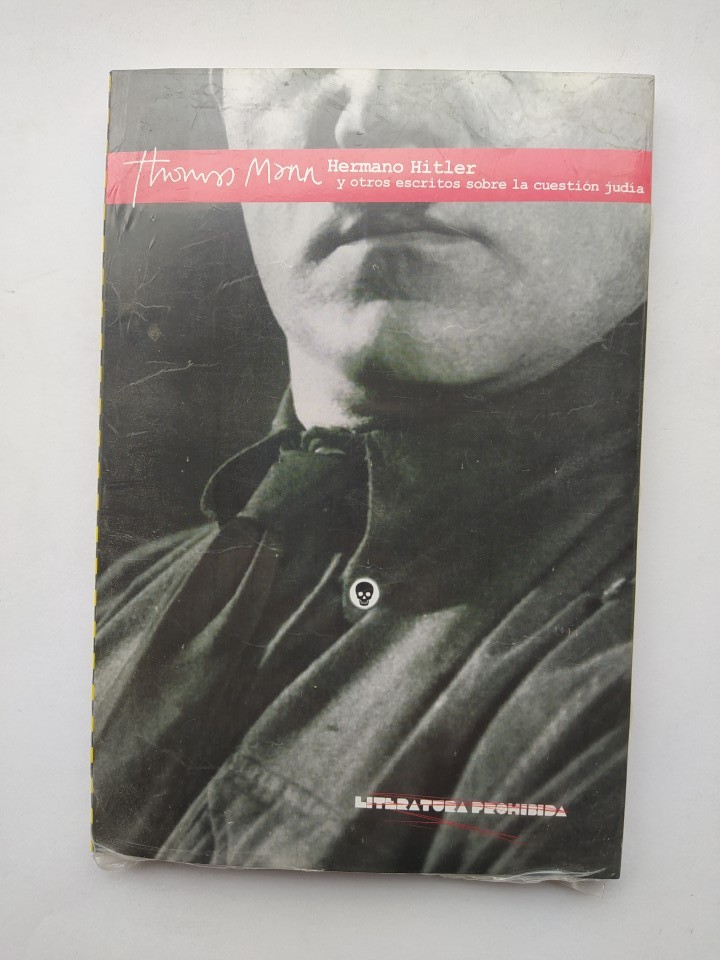 Thomas Mann
Hermano Hitler
y otros escritos sobre la cuestión judía
LITERATURA PROHIBIDA